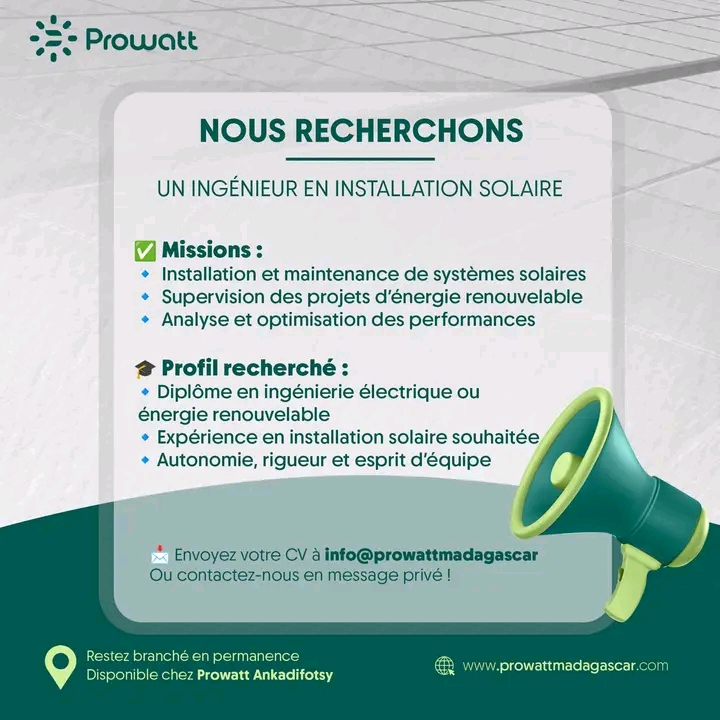 Prowatt
NOUS RECHERCHONS
UN INGÉNIEUR EN INSTALLATION SOLAIRE
✅ Missions :
🔹 Installation et maintenance de systèmes solaires
🔹 Supervision des projets d'énergie renouvelable
🔹 Analyse et optimisation des performances
🎓 Profil recherché :
🔹 Diplôme en ingénierie électrique ou
énergie renouvelable
🔹 Expérience en installation solaire souhaitée
🔹 Autonomie, rigueur et esprit d'équipe
📩 Envoyez votre CV à info@prowattmadagascar
Ou contactez-nous en message privé !
Restez branché en permanence
Disponible chez Prowatt Ankadifotsy
www.prowattmadagascar.com